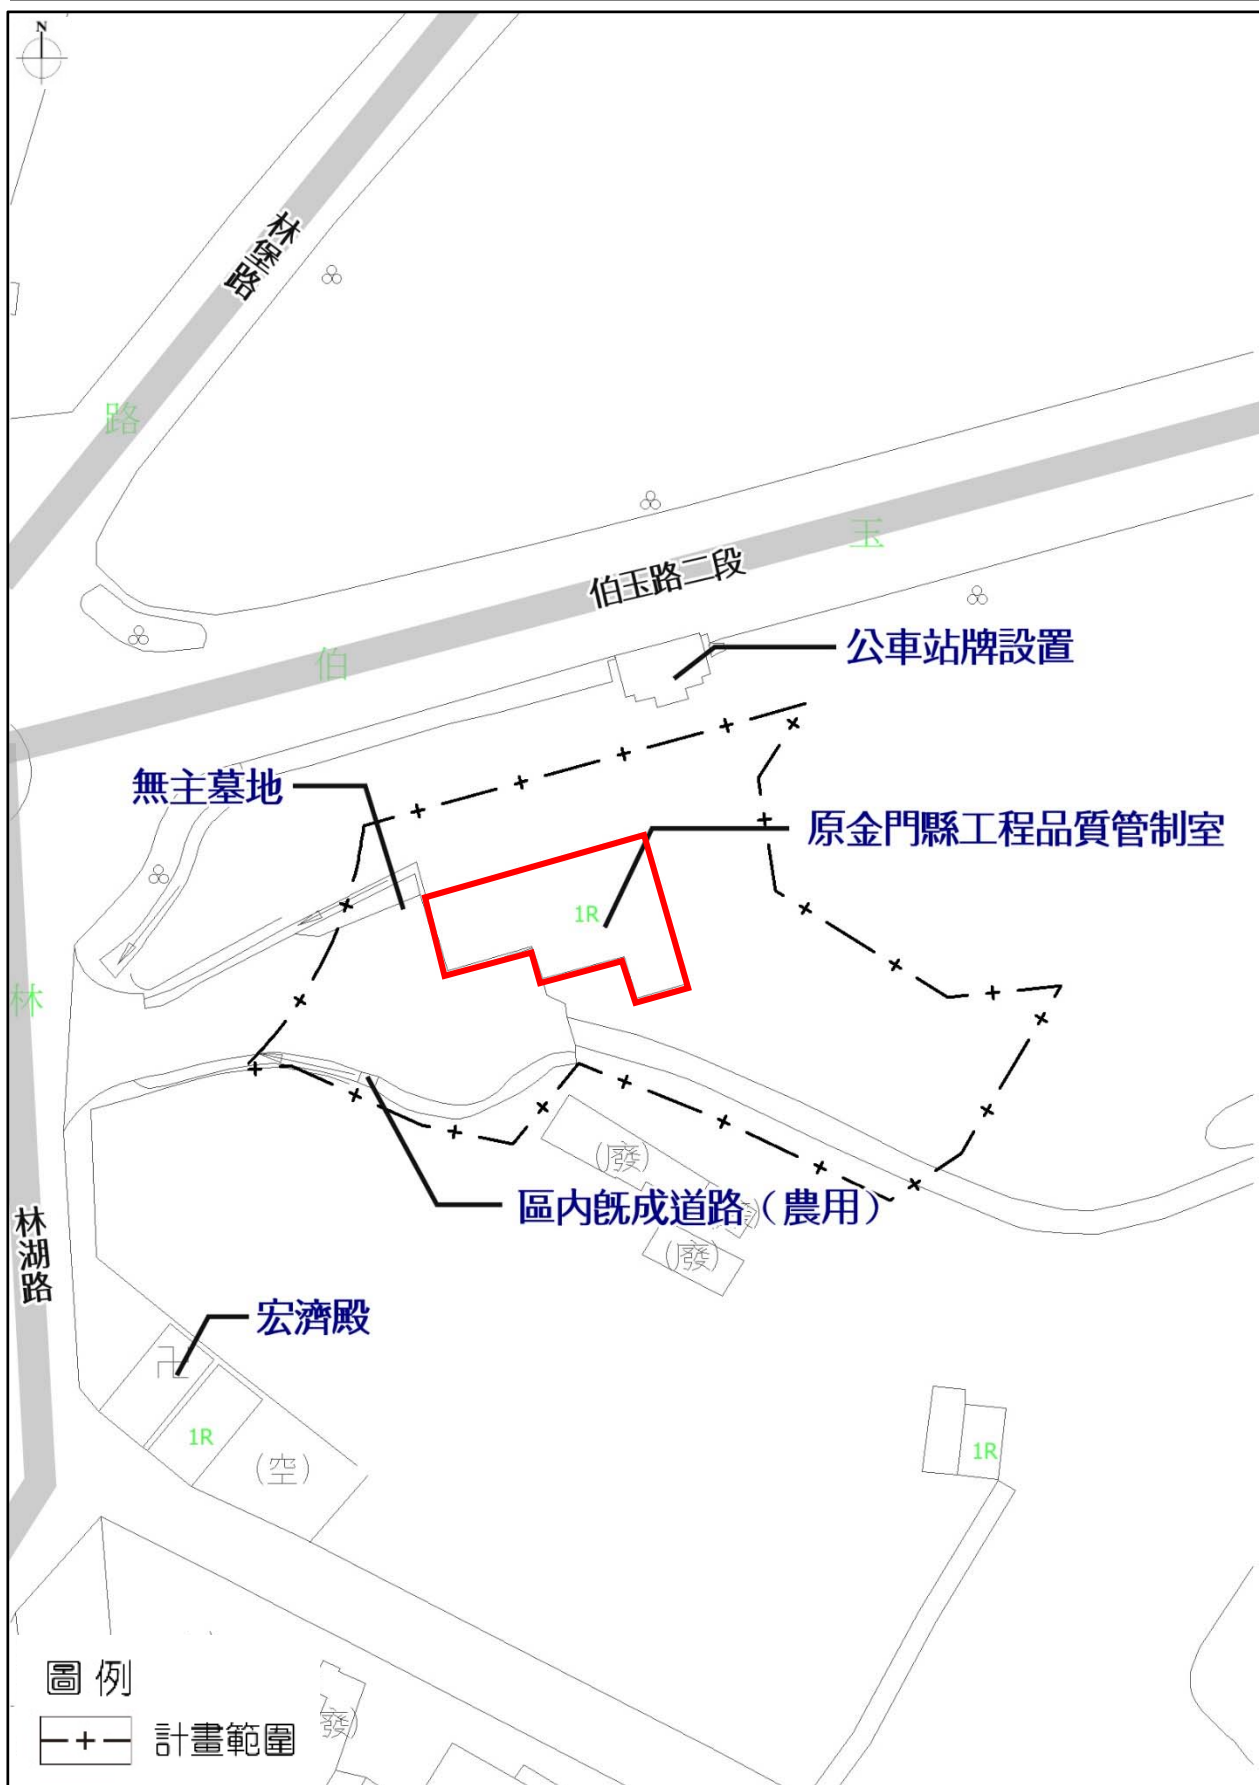 N
林堡路
路
玉
伯玉路二段
伯
公車站牌設置
無主墓地
原金門縣工程品質管制室
1R
林
(廢)
區內既成道路（農用）
(廢)
林湖路
宏濟殿
卍
1R
(空)
1R
圖例
計畫範圍